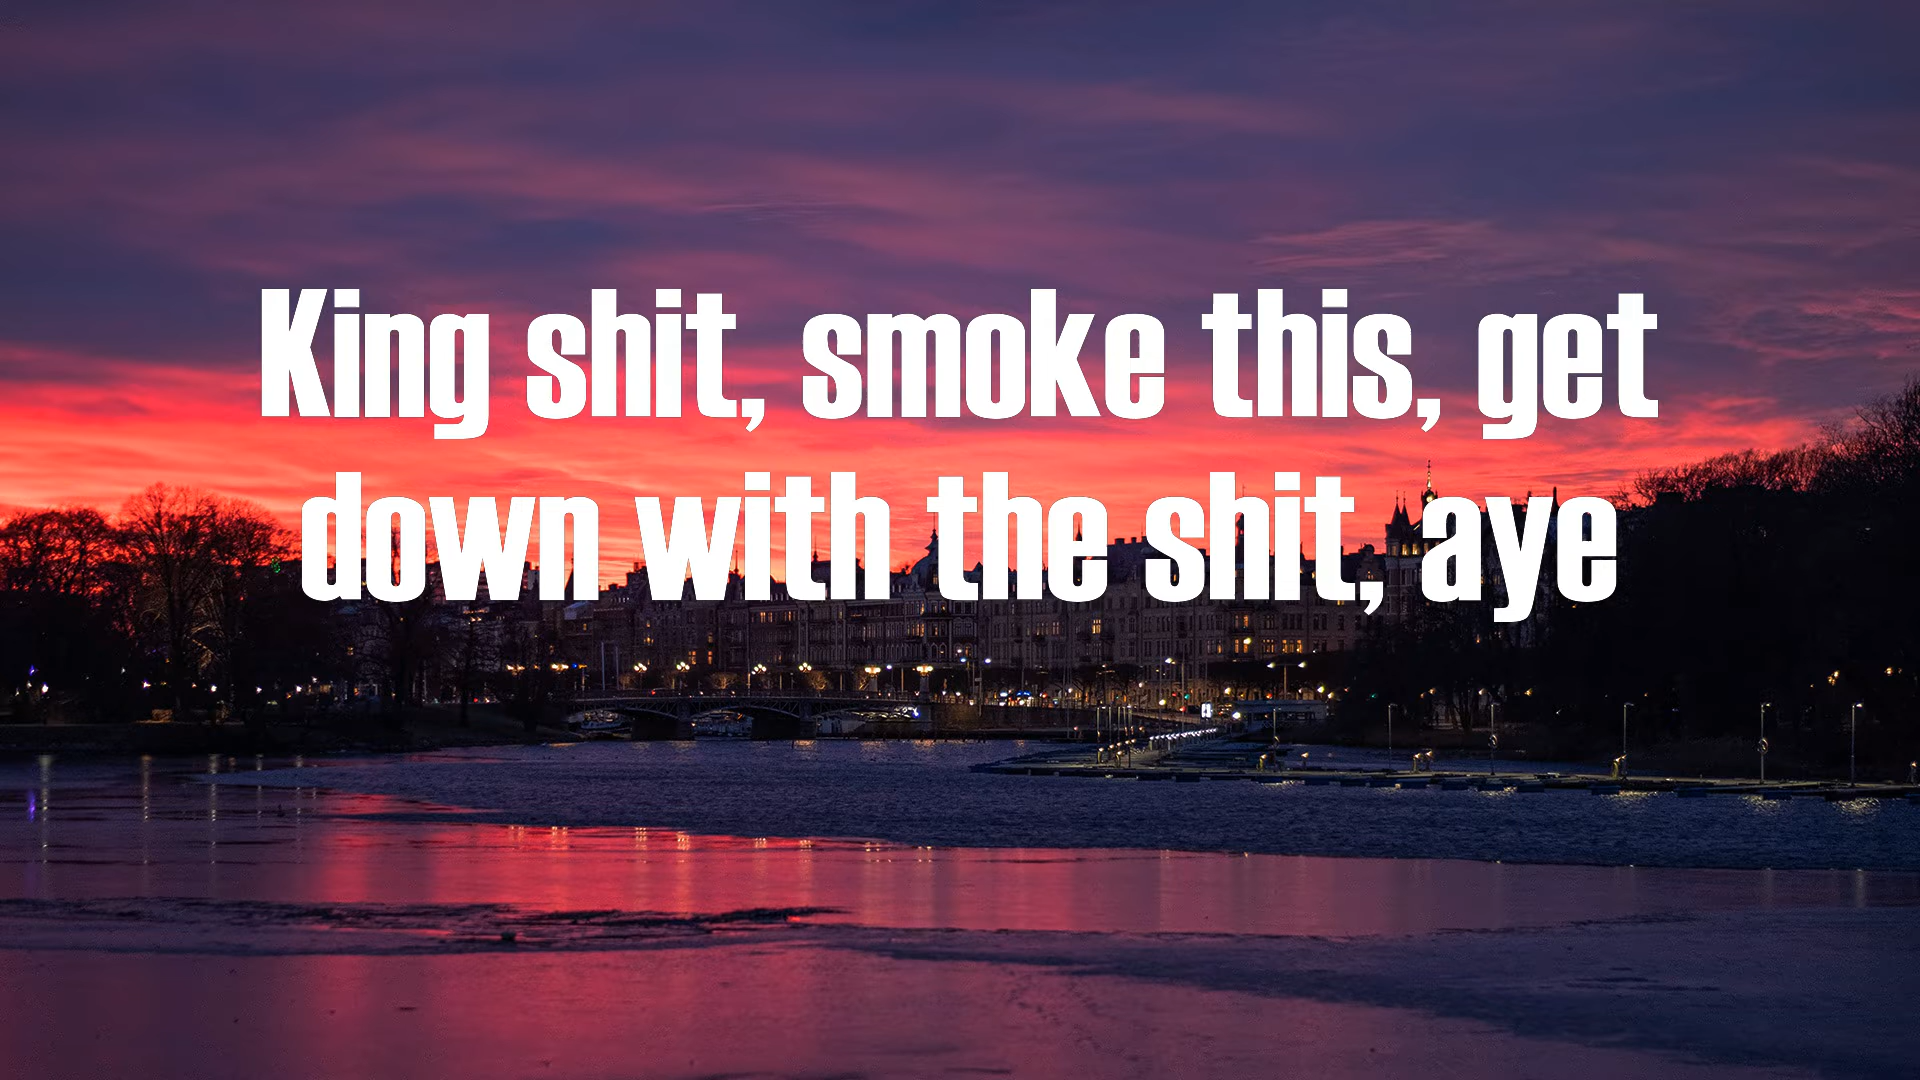 King shit, smoke this, get
down with the shit, aye